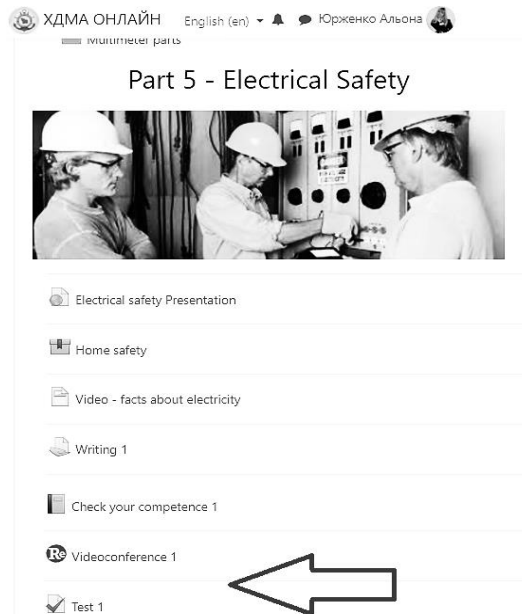 ХДМА ОНЛАЙН English (en) Юрженко Альона
Multimeter parts
Part 5 - Electrical Safety
Electrical safety Presentation
Home safety
Video - facts about electricity
Writing 1
Check your competence 1
Re Videoconference 1
Test 1